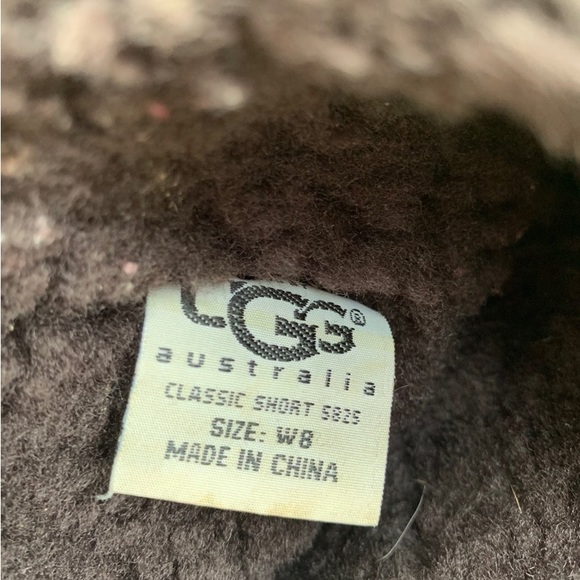 UGG®
australia
CLASSIC SHORT 5825
SIZE: W8
MADE IN CHINA